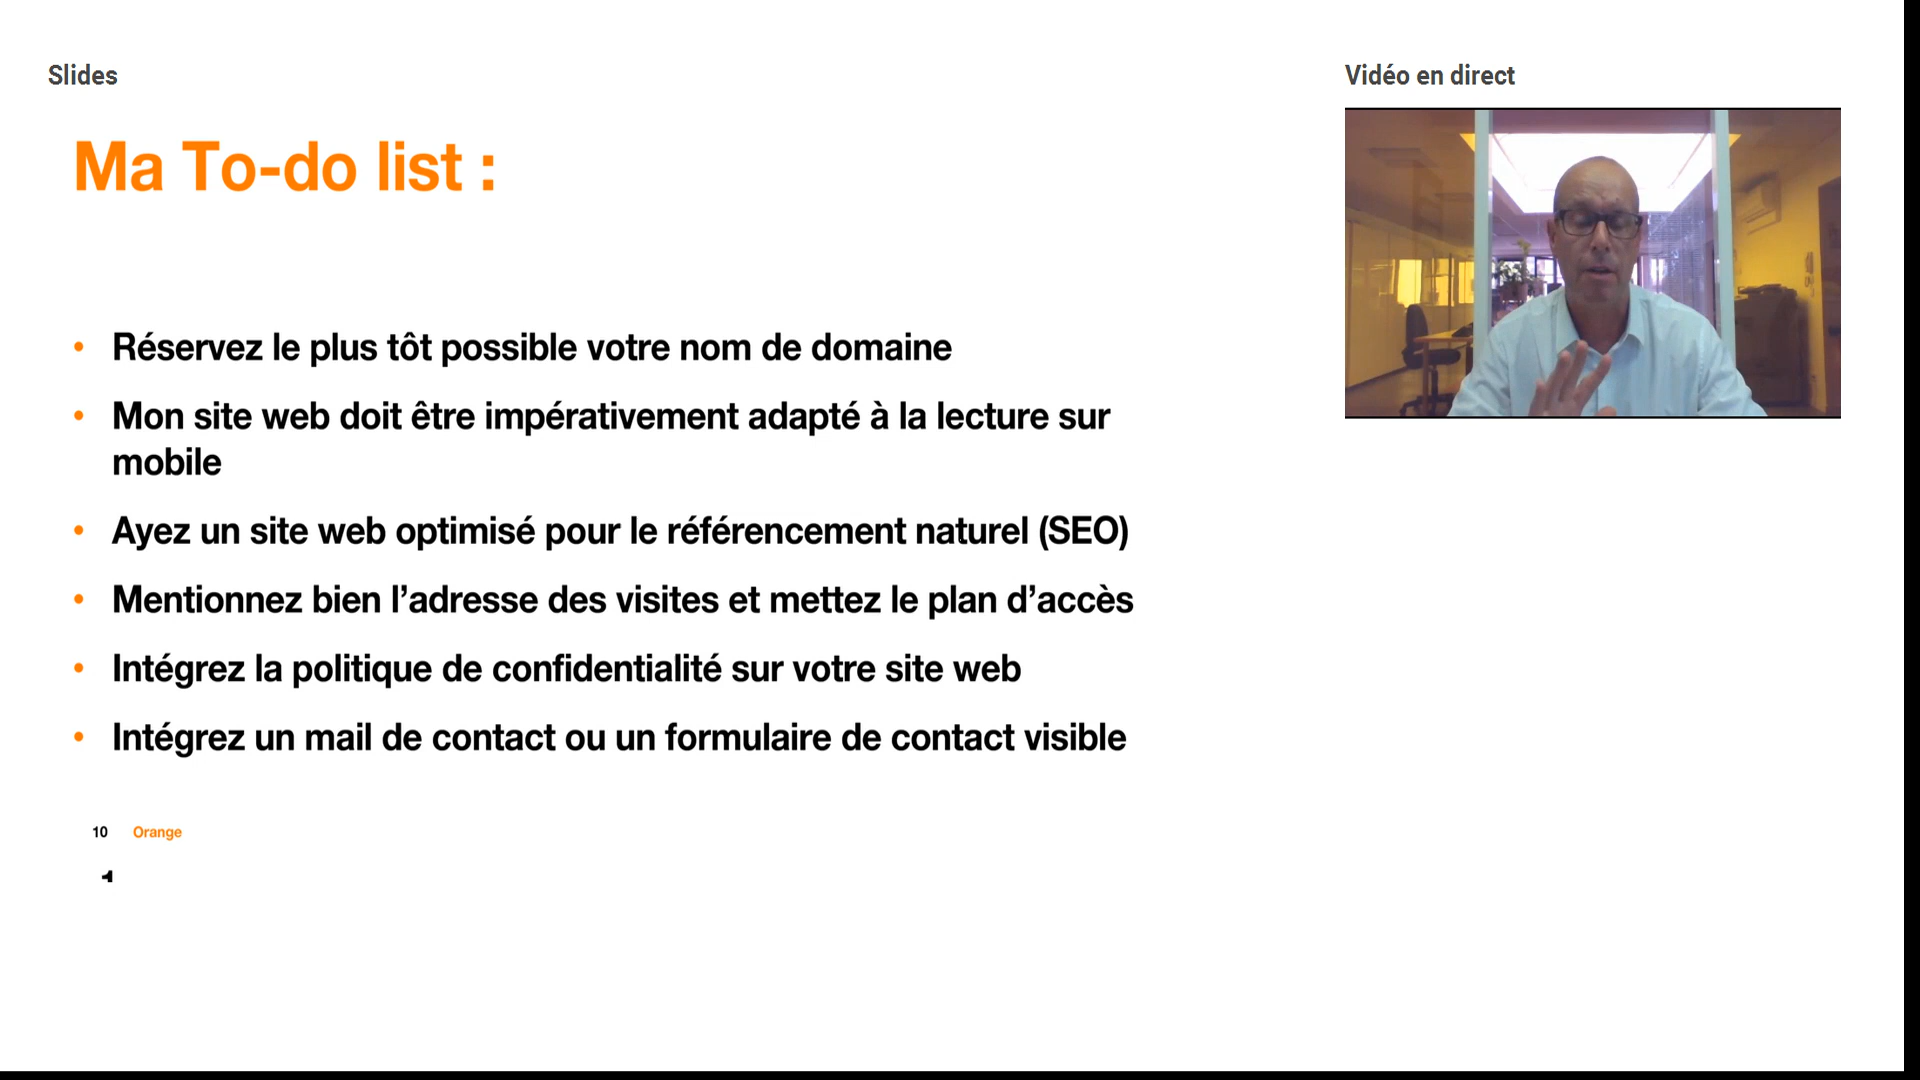 Slides
Vidéo en direct
Ma To-do list :
• Réservez le plus tôt possible votre nom de domaine
• Mon site web doit être impérativement adapté à la lecture sur
mobile
• Ayez un site web optimisé pour le référencement naturel (SEO)
• Mentionnez bien l’adresse des visites et mettez le plan d’accès
• Intégrez la politique de confidentialité sur votre site web
• Intégrez un mail de contact ou un formulaire de contact visible
10 Orange